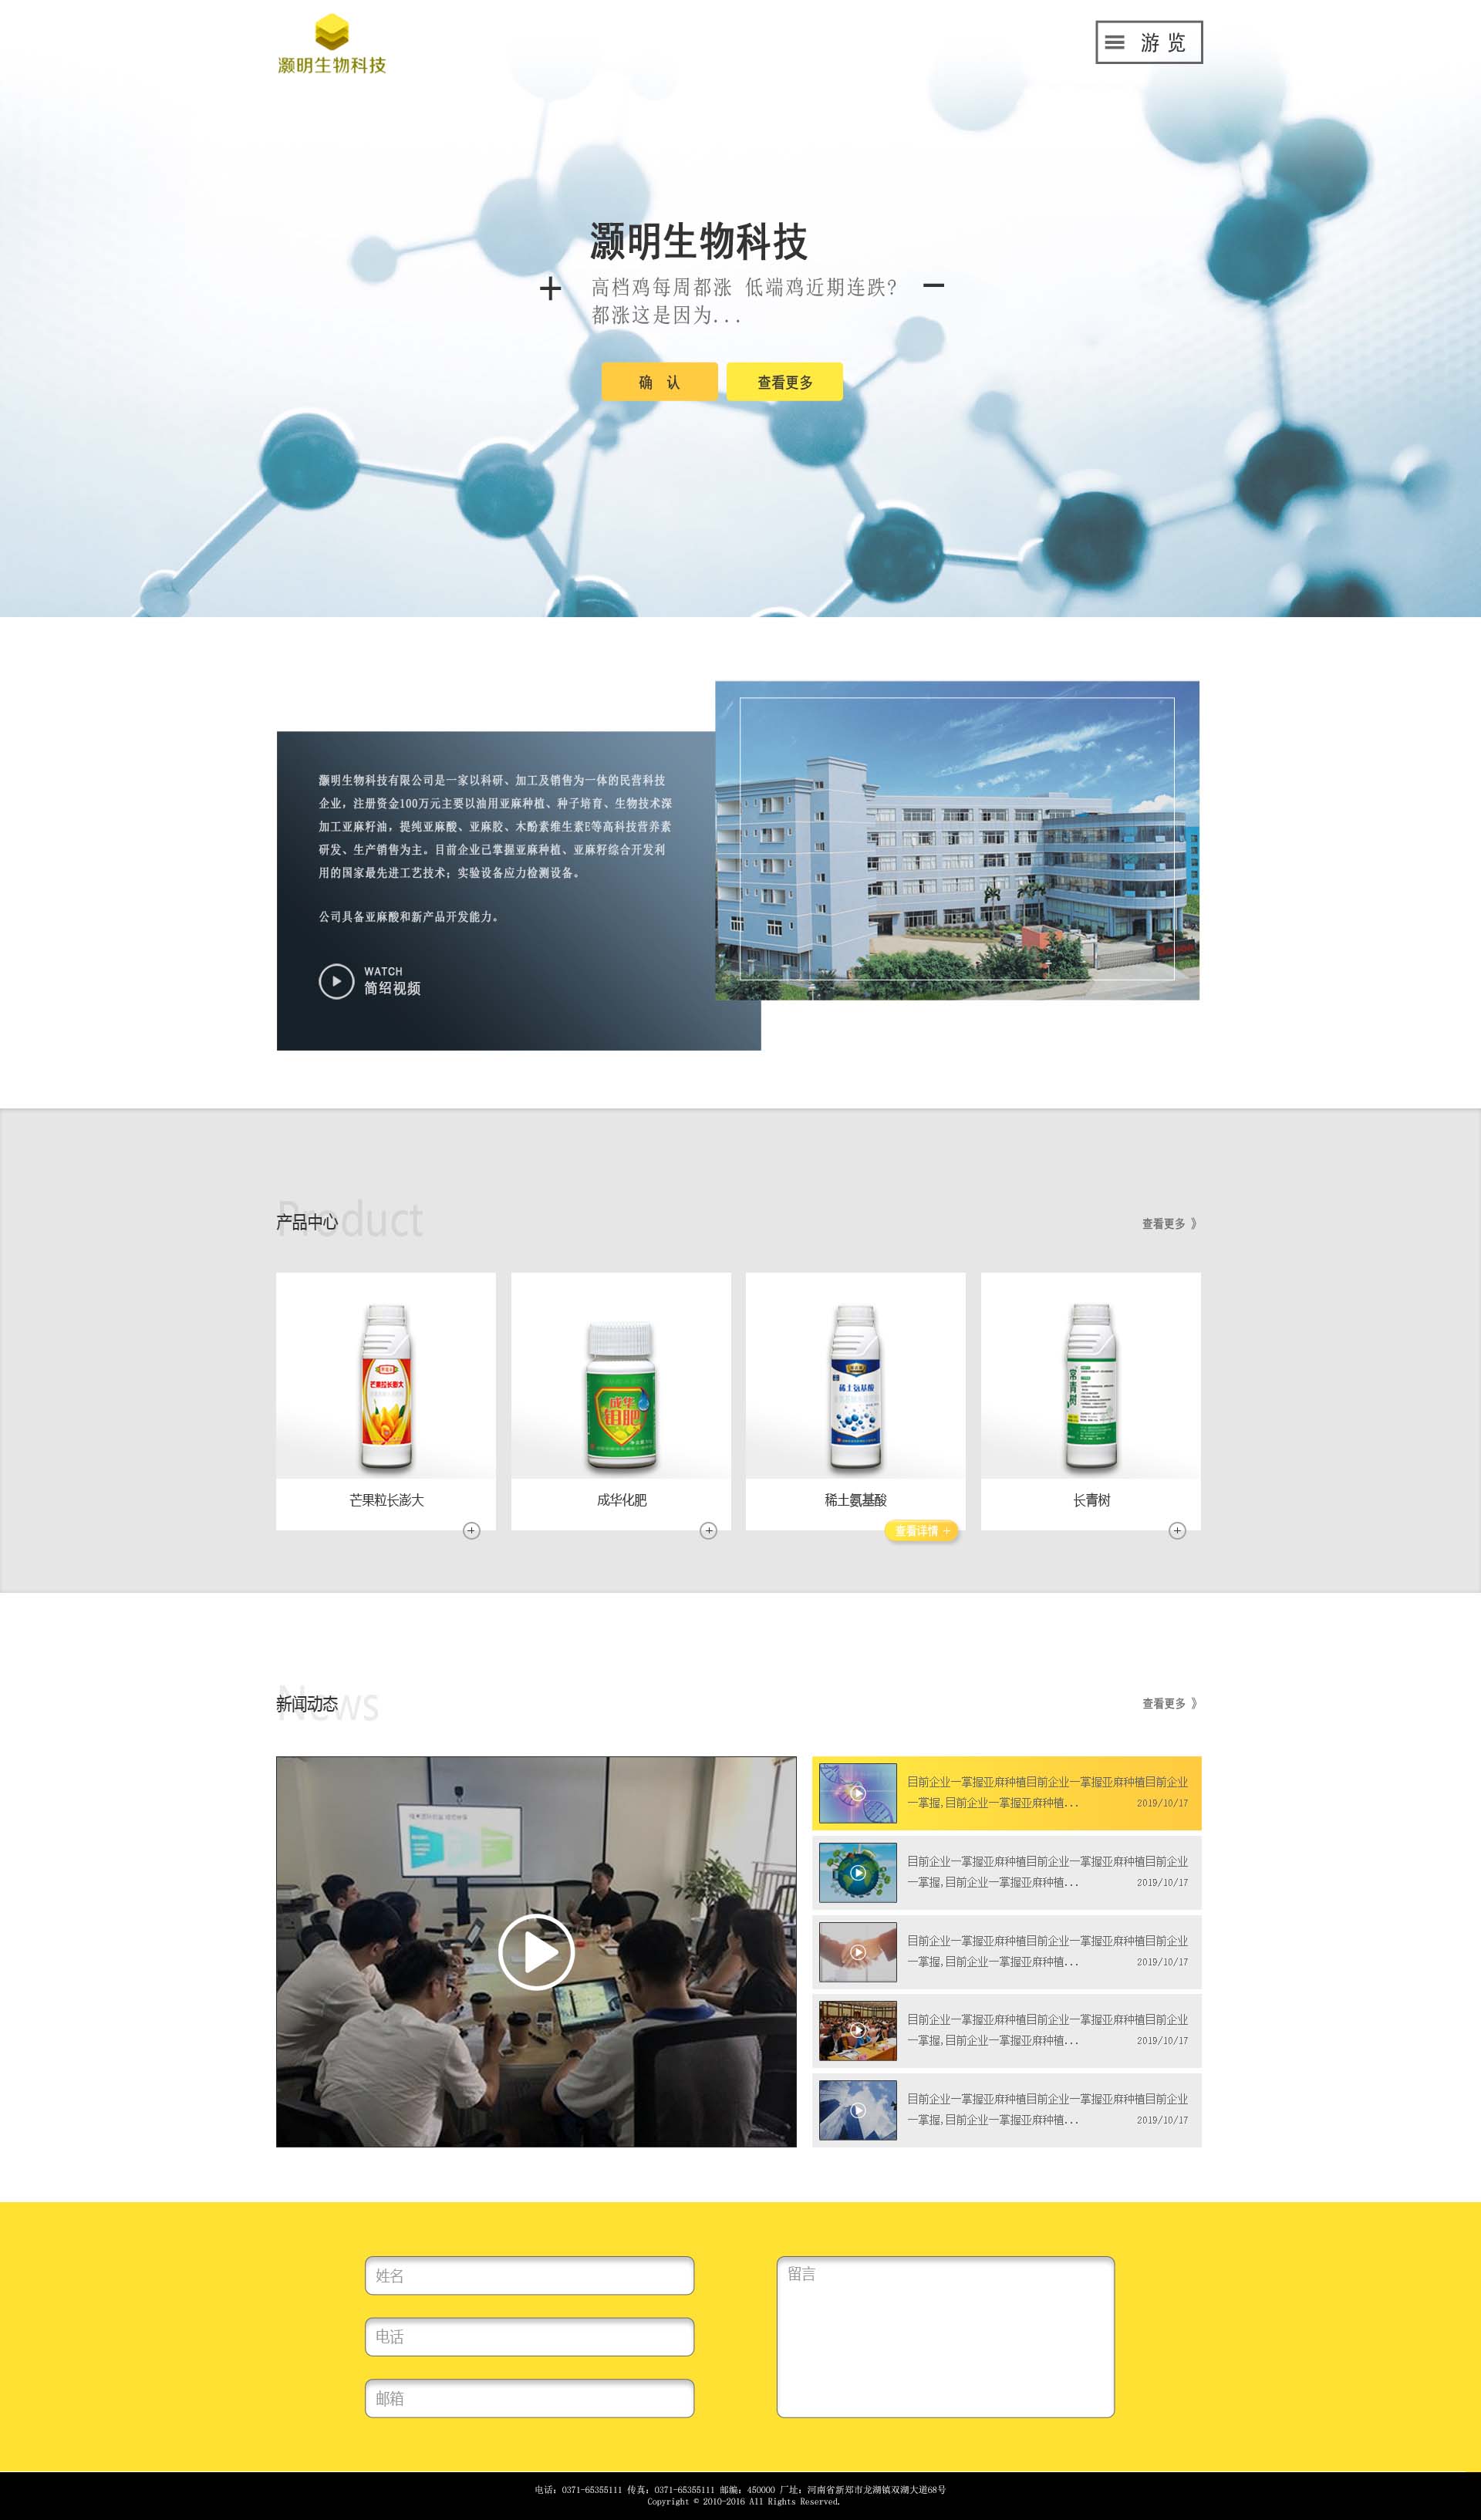 灏明生物科技
游 览
灏明生物科技
高档鸡每周都涨 低端鸡近期连跌?
都涨这是因为...
确 认
查看更多
灏明生物科技有限公司是一家以科研、加工及销售为一体的民营科技
企业，注册资金100万元主要以油用亚麻种植、种子培育、生物技术深
加工亚麻籽油，提纯亚麻酸、亚麻胶、木酚素维生素E等高科技营养素
研发、生产销售为主。目前企业已掌握亚麻种植、亚麻籽综合开发利
用的国家最先进工艺技术；实验设备应力检测设备。
公司具备亚麻酸和新产品开发能力。
WATCH
简绍视频
Product
产品中心
查看更多 》
芒果拉长膨大
成华
钼肥
稀土氨基酸
常青树
芒果粒长澎大
成华化肥
稀土氨基酸
长青树
查看详情 +
News
新闻动态
查看更多 》
目前企业一掌握亚麻种植目前企业一掌握亚麻种植目前企业
一掌握,目前企业一掌握亚麻种植...
2019/10/17
目前企业一掌握亚麻种植目前企业一掌握亚麻种植目前企业
一掌握,目前企业一掌握亚麻种植...
2019/10/17
目前企业一掌握亚麻种植目前企业一掌握亚麻种植目前企业
一掌握,目前企业一掌握亚麻种植...
2019/10/17
目前企业一掌握亚麻种植目前企业一掌握亚麻种植目前企业
一掌握,目前企业一掌握亚麻种植...
2019/10/17
目前企业一掌握亚麻种植目前企业一掌握亚麻种植目前企业
一掌握,目前企业一掌握亚麻种植...
2019/10/17
姓名
电话
邮箱
留言
电话：0371-65355111 传真：0371-65355111 邮编：450000 厂址：河南省新郑市龙湖镇双湖大道68号
Copyright © 2010-2016 All Rights Reserved.